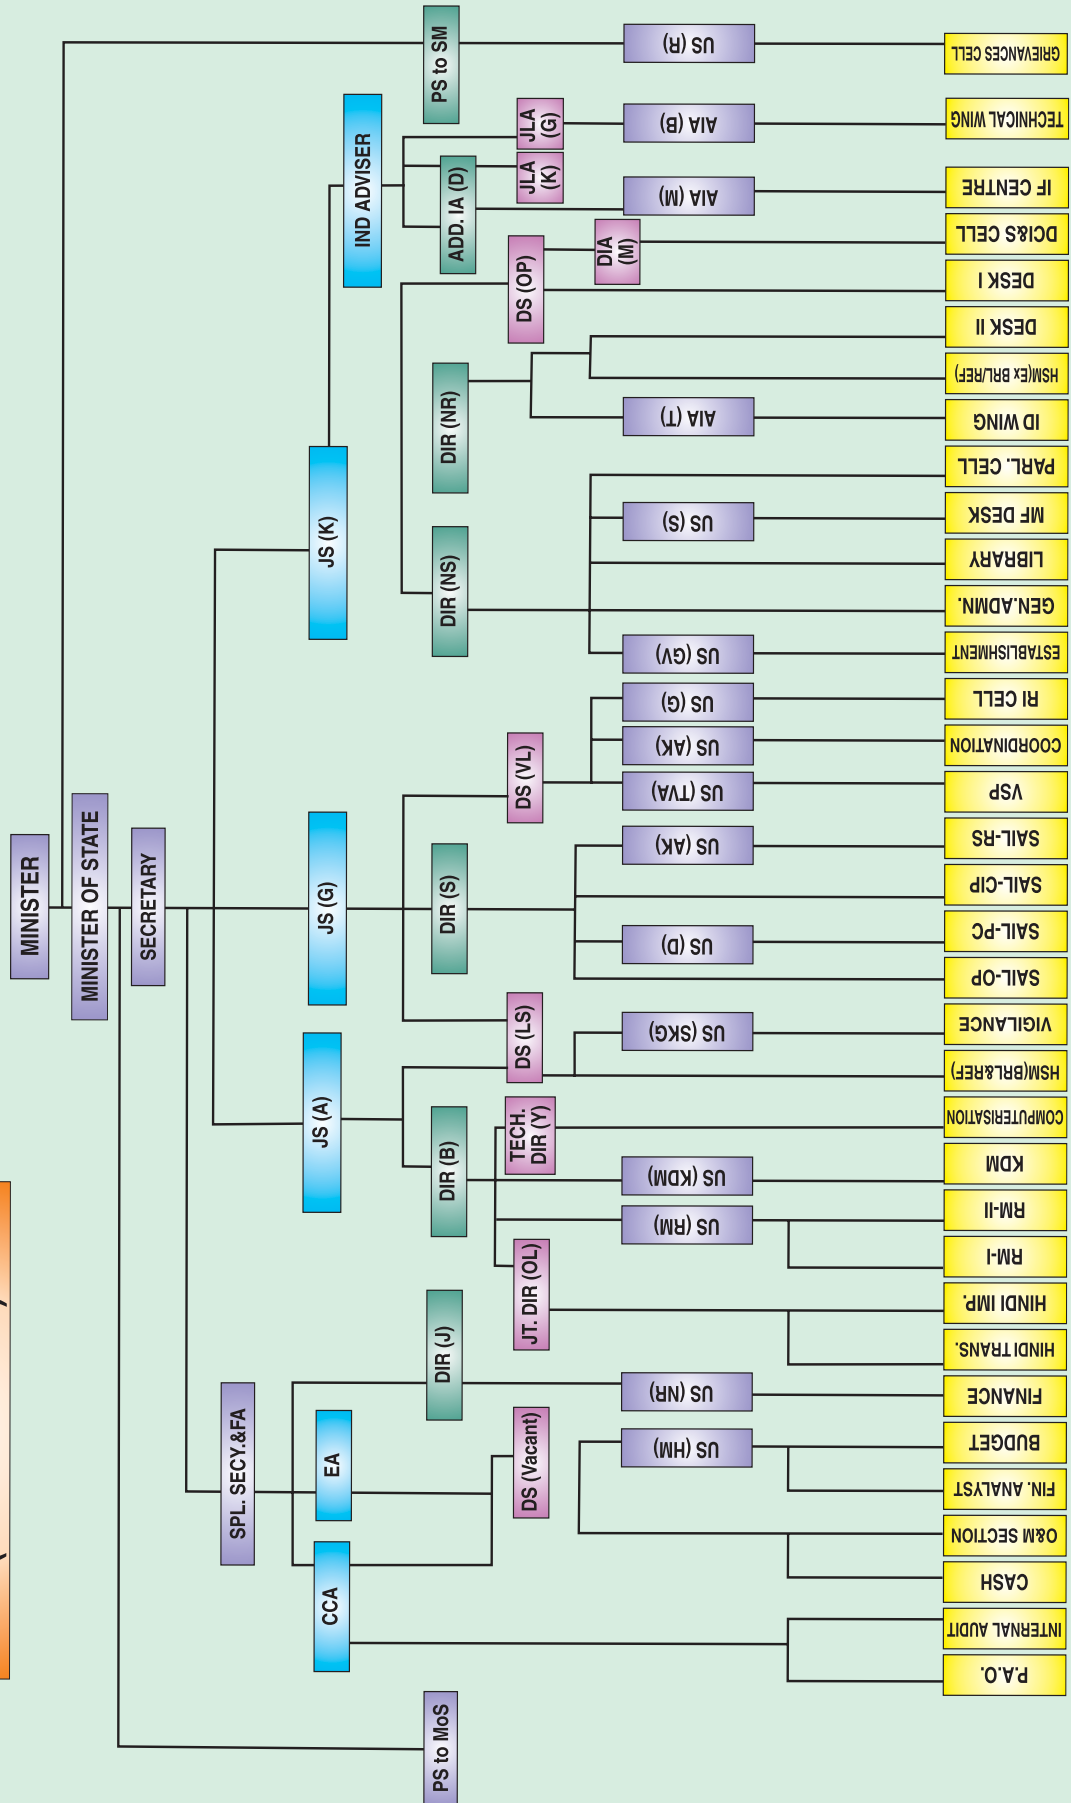 MINISTER
MINISTER OF STATE
SECRETARY
SPL. SECY.&FA
JS (A)
JS (G)
JS (K)
IND ADVISER
CCA
EA
PS to MoS
DIR (J)
DIR (B)
DIR (S)
DIR (NS)
DIR (NR)
ADD. IA (D)
PS to SM
DS (Vacant)
JT. DIR (OL)
TECH.
DIR (Y)
DS (LS)
DS (VL)
DS (OP)
JLA
(K)
JLA
(G)
DIA
(M)
US (HM)
US (NR)
US (RM)
US (KDM)
US (SKG)
US (D)
US (AK)
US (TVA)
US (AK)
US (G)
US (GV)
US (S)
AIA (T)
AIA (M)
AIA (B)
US (R)
P.A.O.
INTERNAL AUDIT
CASH
O&M SECTION
FIN. ANALYST
BUDGET
FINANCE
HINDI TRANS.
HINDI IMP.
RM-I
RM-II
KDM
COMPUTERISATION
HSM(BRL&REF)
VIGILANCE
SAIL-OP
SAIL-PC
SAIL-CIP
SAIL-RS
VSP
COORDINATION
RI CELL
ESTABLISHMENT
GEN.ADMN.
LIBRARY
MF DESK
PARL. CELL
ID WING
HSM(Ex BRL/REF)
DESK II
DESK I
DCI&S CELL
IF CENTRE
TECHNICAL WING
GRIEVANCES CELL